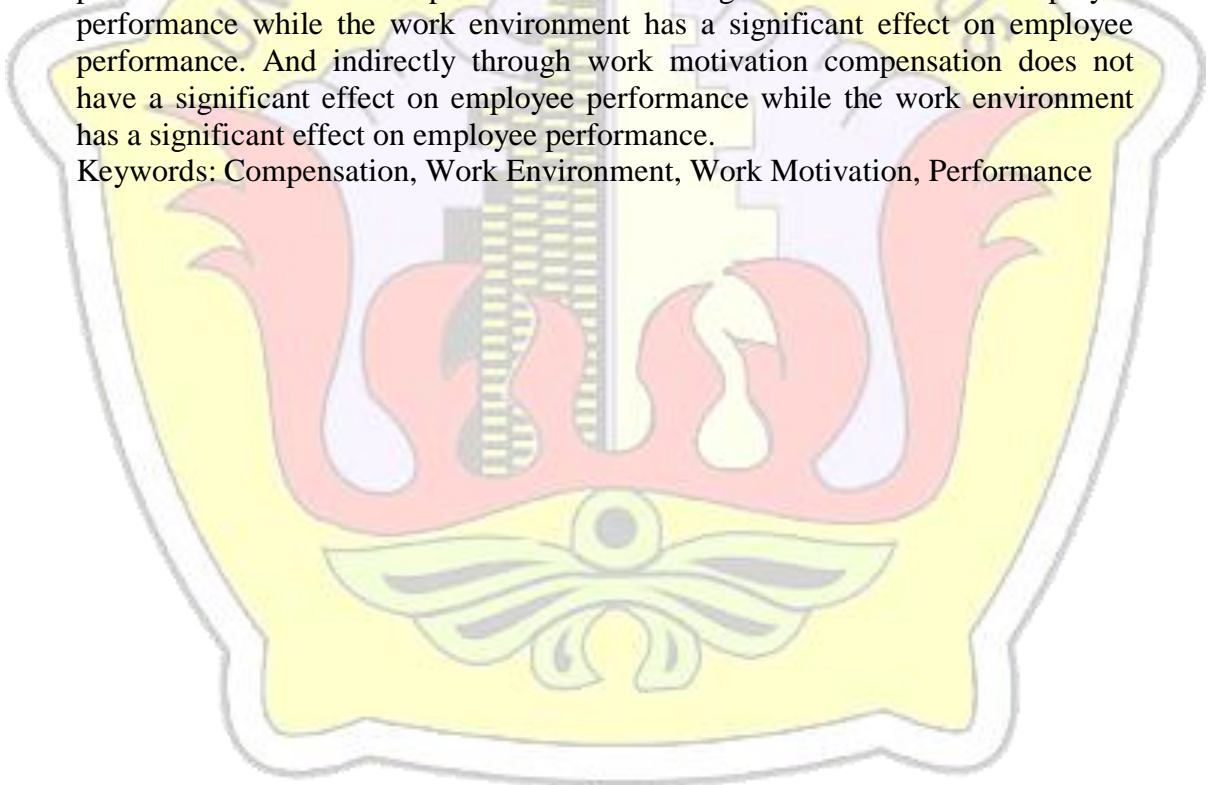 performance while the work environment has a significant effect on employee
performance. And indirectly through work motivation compensation does not
have a significant effect on employee performance while the work environment
has a significant effect on employee performance.
Keywords: Compensation, Work Environment, Work Motivation, Performance